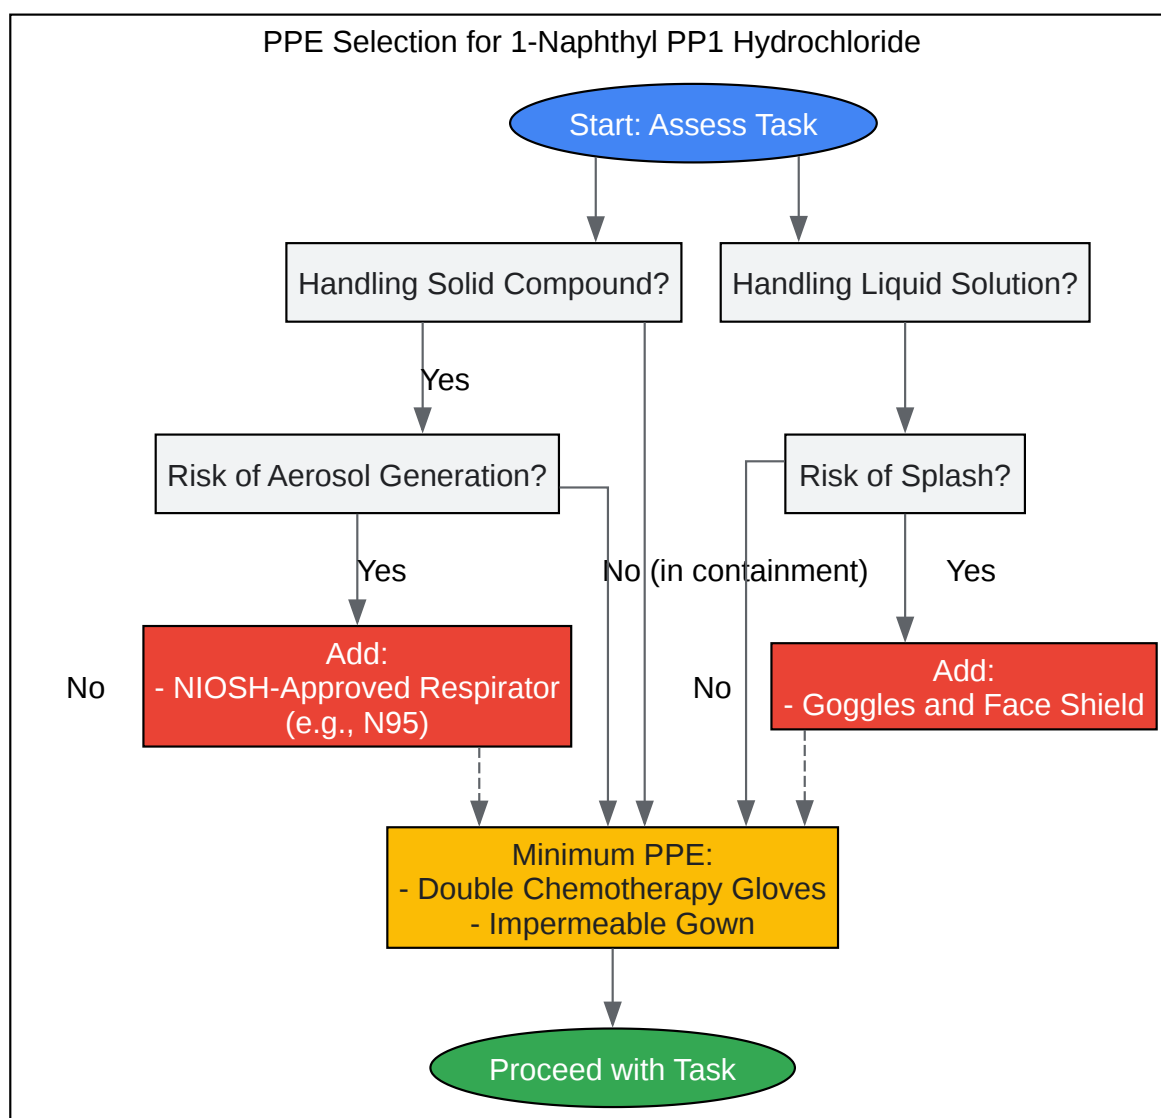 PPE Selection for 1-Naphthyl PP1 Hydrochloride
Start: Assess Task
Handling Solid Compound?
Handling Liquid Solution?
Yes
Risk of Aerosol Generation?
Risk of Splash?
Yes
No (in containment)
Yes
Add:
- NIOSH-Approved Respirator
(e.g., N95)
No
No
Add:
- Goggles and Face Shield
Minimum PPE:
- Double Chemotherapy Gloves
- Impermeable Gown
Proceed with Task